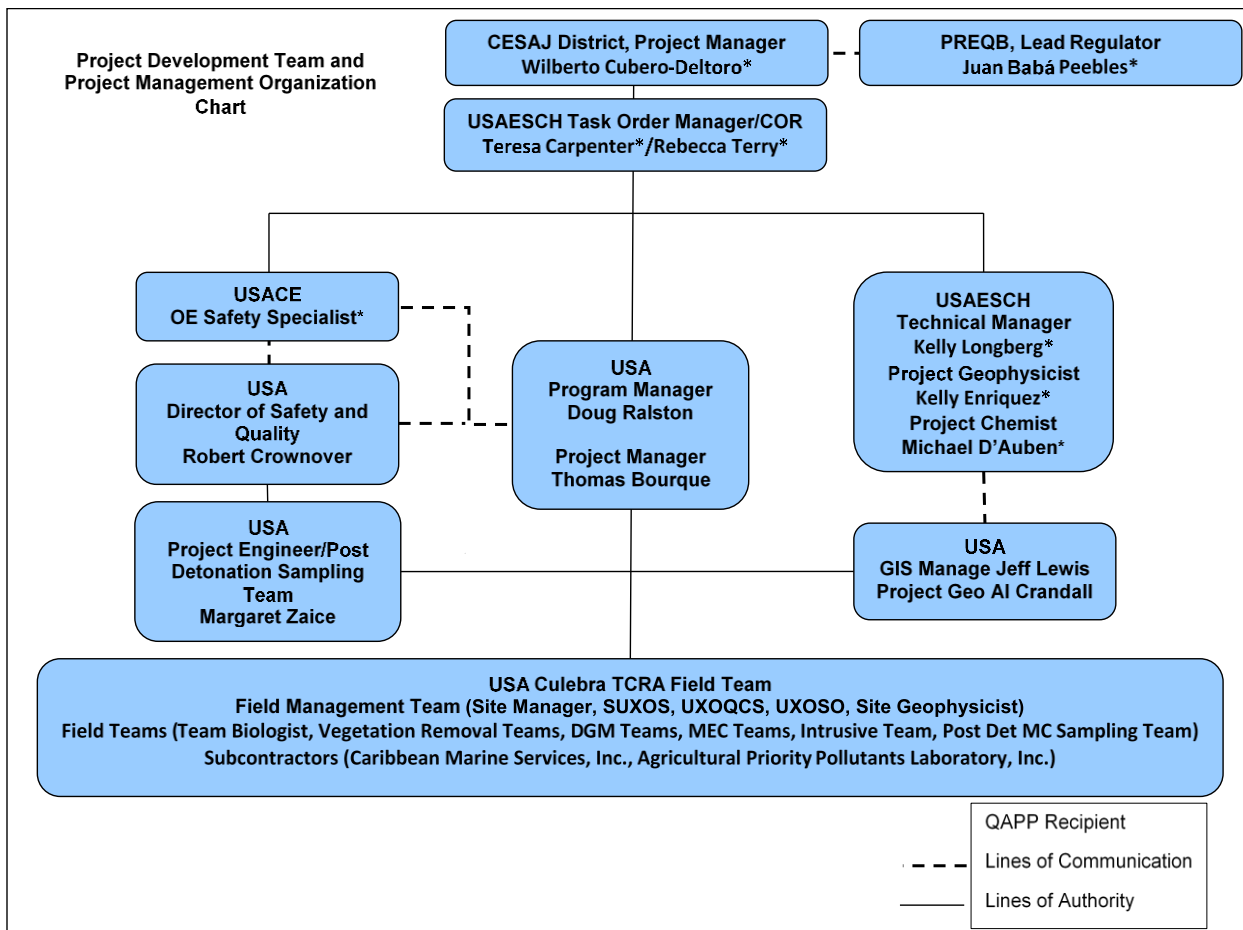 Project Development Team and
Project Management Organization
Chart
CESAJ District, Project Manager
Wilberto Cubero-Deltoro*
PREQB, Lead Regulator
Juan Babá Peebles*
USAESCH Task Order Manager/COR
Teresa Carpenter*/Rebecca Terry*
USACE
OE Safety Specialist*
USA
Director of Safety and
Quality
Robert Crownover
USA
Program Manager
Doug Ralston
Project Manager
Thomas Bourque
USAESCH
Technical Manager
Kelly Longberg*
Project Geophysicist
Kelly Enriquez*
Project Chemist
Michael D’Auben*
USA
Project Engineer/Post
Detonation Sampling
Team
Margaret Zaice
USA
GIS Manage Jeff Lewis
Project Geo Al Crandall
USA Culebra TCRA Field Team
Field Management Team (Site Manager, SUXOS, UXOQCS, UXOSO, Site Geophysicist)
Field Teams (Team Biologist, Vegetation Removal Teams, DGM Teams, MEC Teams, Intrusive Team, Post Det MC Sampling Team)
Subcontractors (Caribbean Marine Services, Inc., Agricultural Priority Pollutants Laboratory, Inc.)
QAPP Recipient
Lines of Communication
Lines of Authority